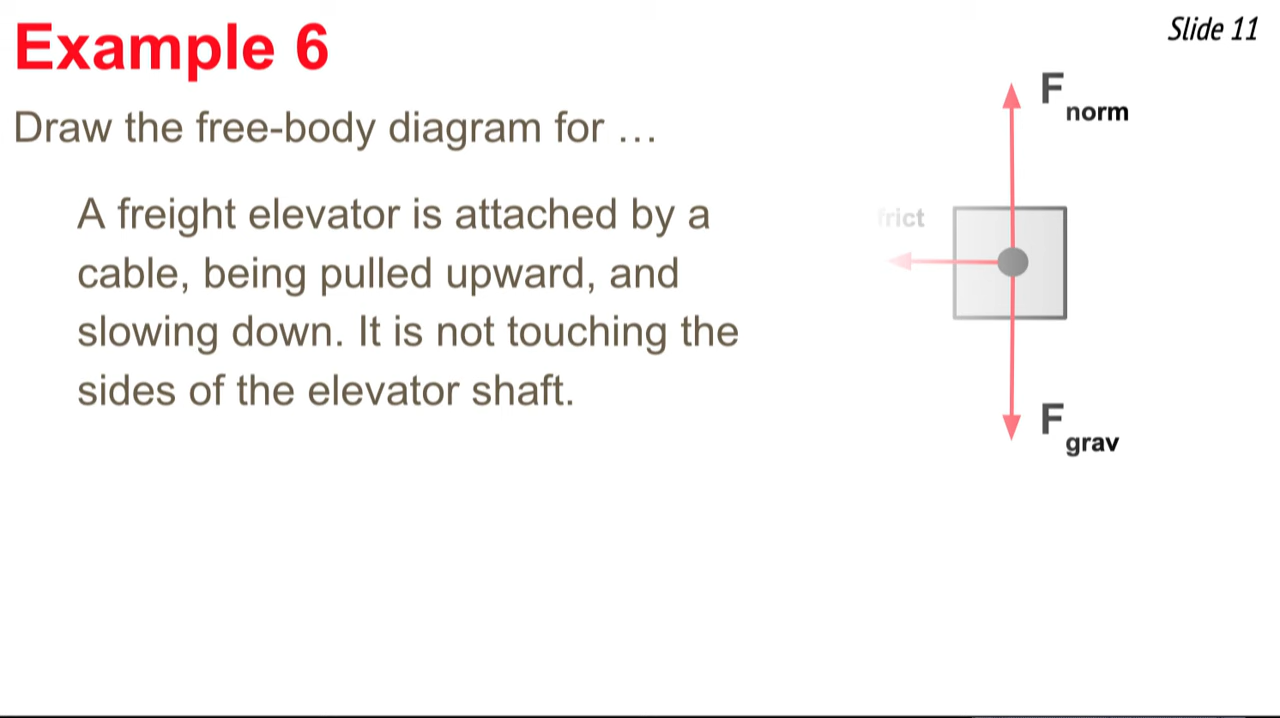 Example 6
Slide 11
Draw the free-body diagram for …
A freight elevator is attached by a
cable, being pulled upward, and
slowing down. It is not touching the
sides of the elevator shaft.
F norm
frict
F grav